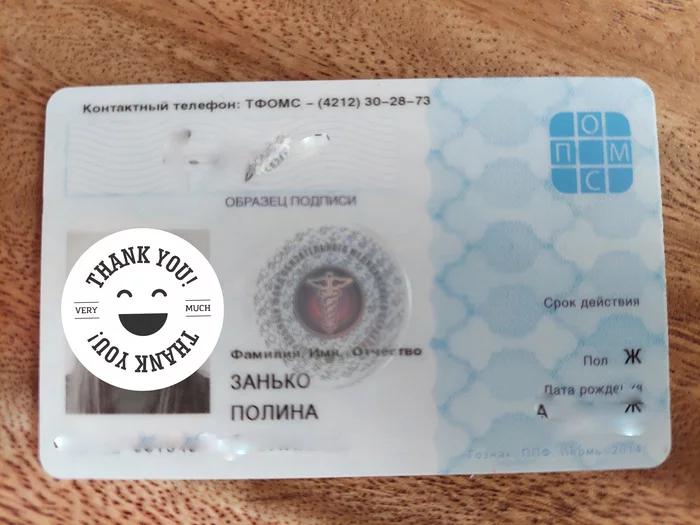 Контактный телефон: ТФОМС – (4212) 30–28–73
О
П М
С
ОБРАЗЕЦ ПОДПИСИ
THANK YOU!
VERY MUCH
THANK YOU!
Срок действия
Фамилия, Имя, Отчество
Пол Ж
ЗАНЬКО
Дата
ПОЛИНА